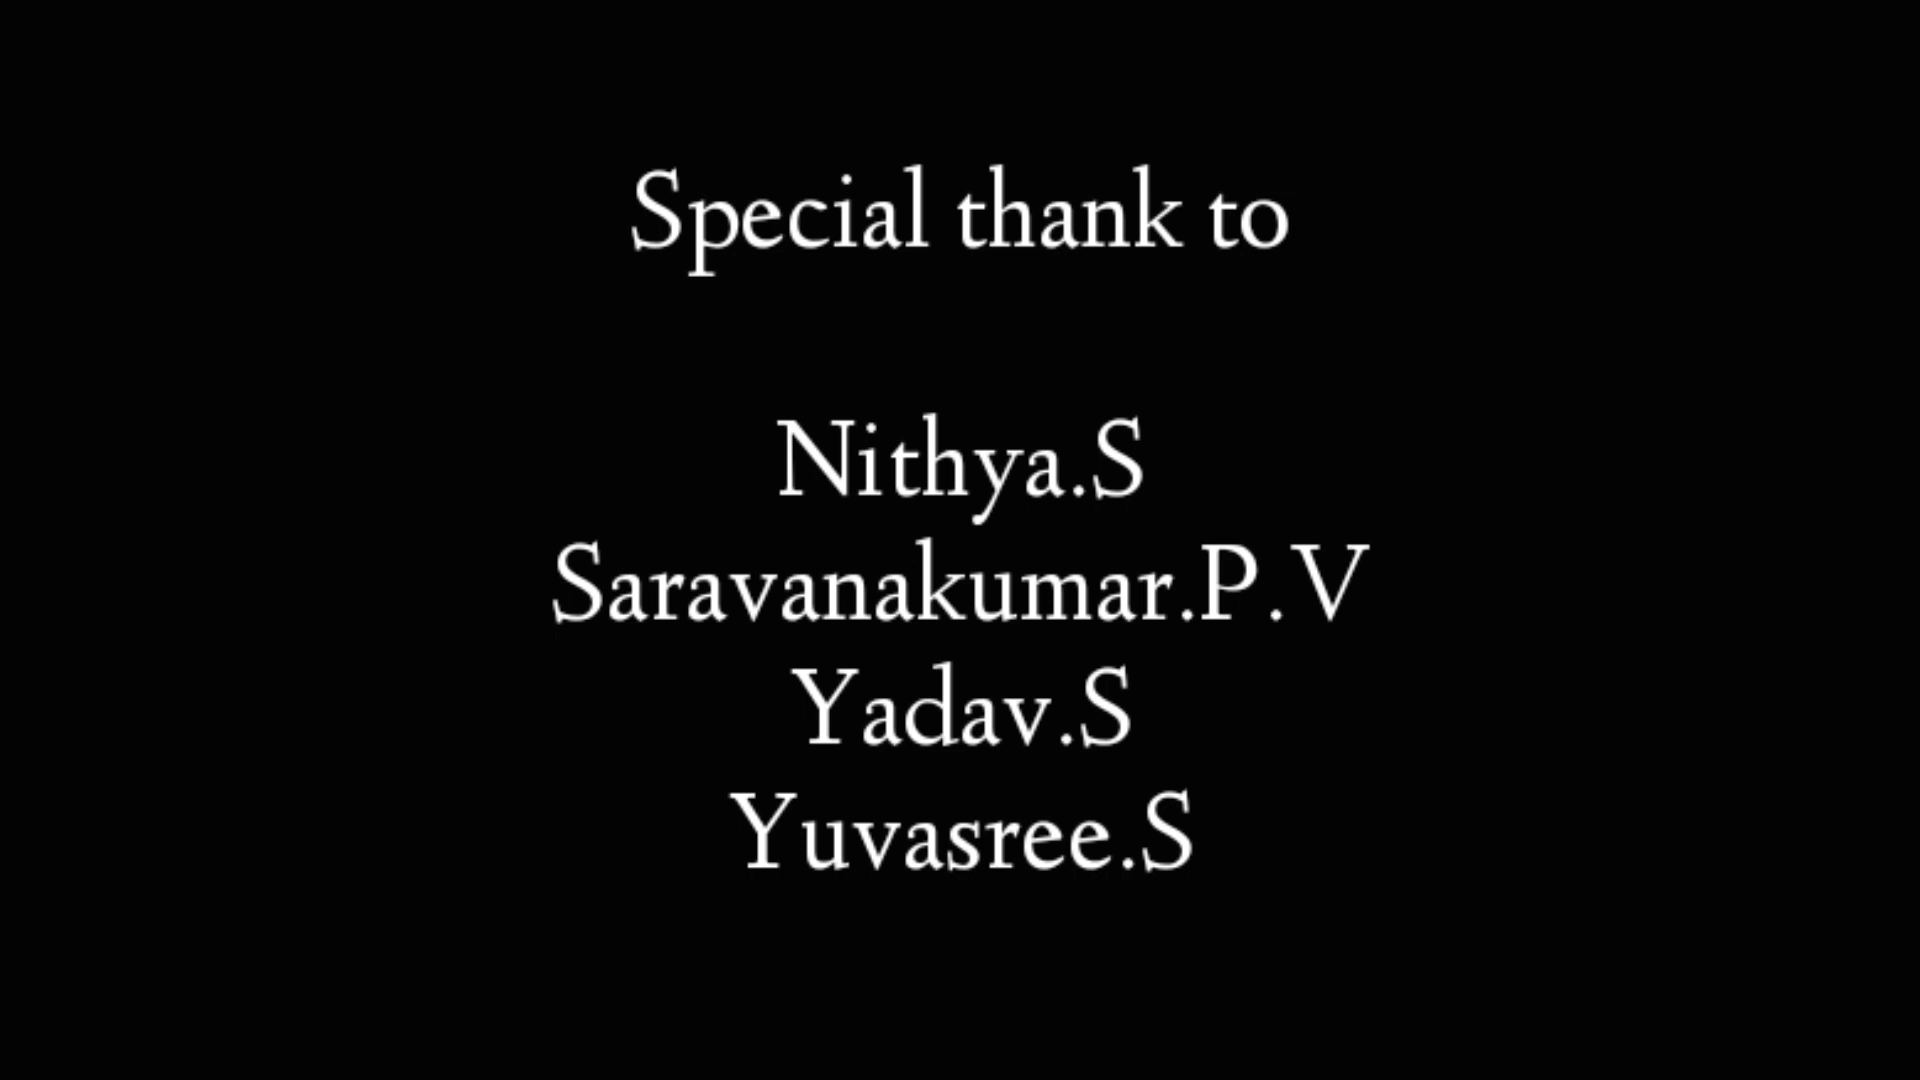 Special thank to
Nithya.S
Saravanakumar.P.V
Yadav.S
Yuvasree.S